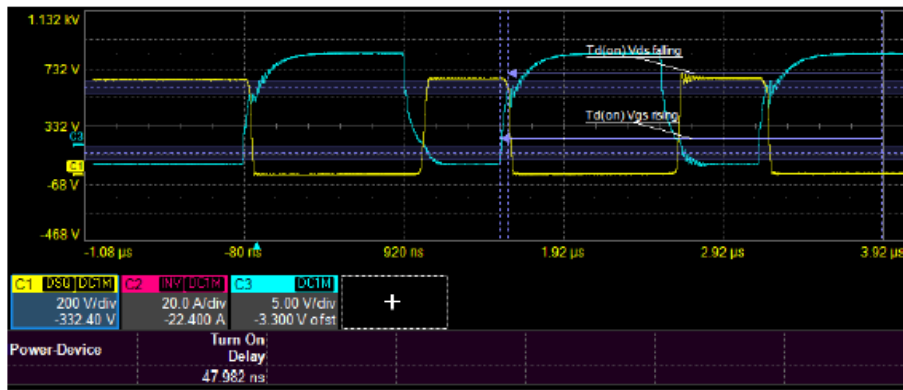 1.132 kV
732 V
Td(on) Vds falling
Td(on) Vgs rising
332 V
C3
C1
-68 V
-468 V
-1.08 µs -80 ns 920 ns 1.92 µs 2.92 µs 3.92 µs
C1 DSQ DC1M C2 INV DC1M C3 DC1M
200 V/div 20.0 A/div 5.00 V/div
-332.40 V -22.400 A -3.300 V ofst
+
Power-Device Turn On
Delay
47.982 ns